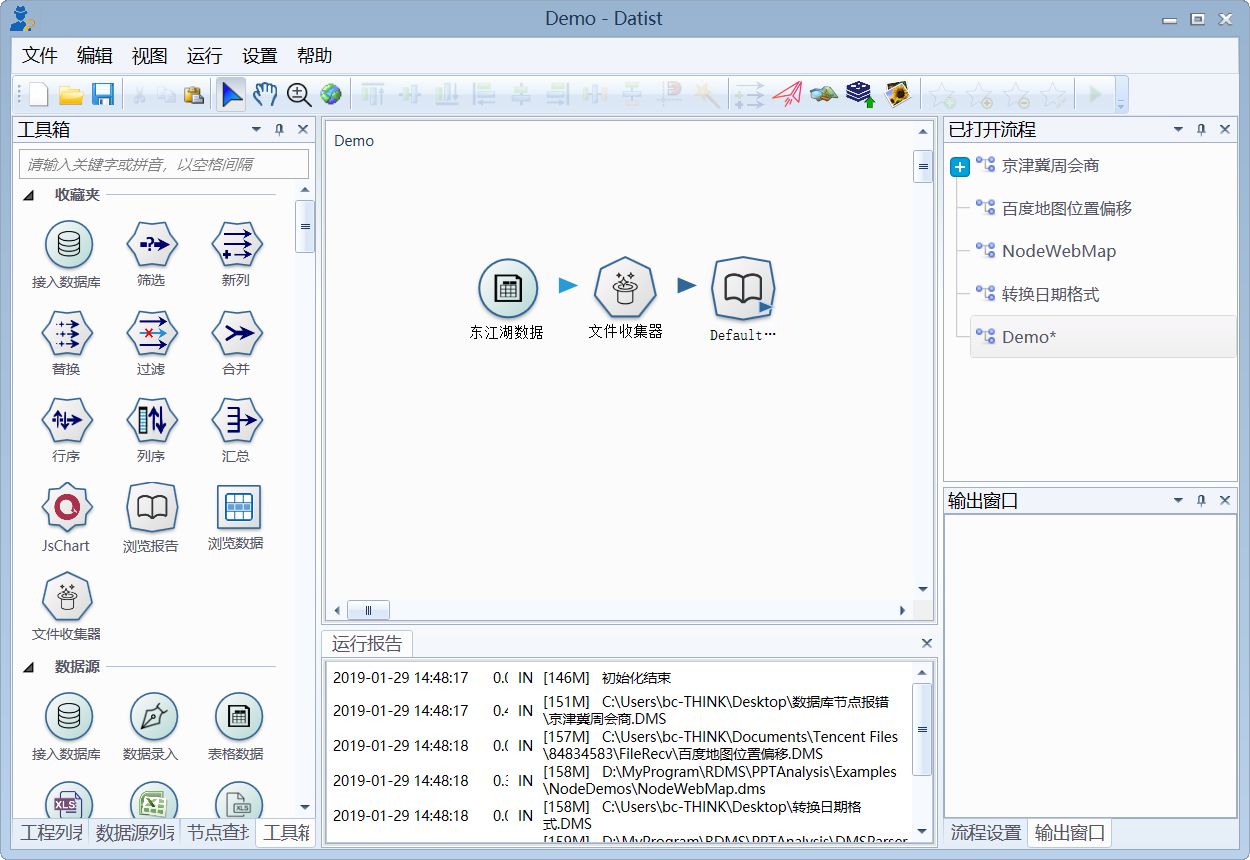 Demo - Datist
文件 编辑 视图 运行 设置 帮助
工具箱
请输入关键字或拼音，以空格间隔
收藏夹
接入数据库 筛选 新列
替换 过滤 合并
行序 列序 汇总
JsChart 浏览报告 浏览数据
文件收集器
数据源
接入数据库 数据录入 表格数据
XLS XLS
工程列表 数据源列表 节点查找 工具箱
Demo
东江湖数据 文件收集器 Default…
运行报告
2019-01-29 14:48:17 0.0 IN [146M] 初始化结束
2019-01-29 14:48:17 0.4 IN [151M] C:\Users\bc-THINK\Desktop\数据库节点报错
\京津冀周会商.DMS
2019-01-29 14:48:18 0.0 IN [157M] C:\Users\bc-THINK\Documents\Tencent Files
\84834583\FileRecv\百度地图位置偏移.DMS
2019-01-29 14:48:18 0.3 IN [158M] D:\MyProgram\RDMS\PPTAnalysis\Examples
\NodeDemos\NodeWebMap.dms
2019-01-29 14:48:18 0.0 IN [158M] C:\Users\bc-THINK\Desktop\转换日期格
式.DMS
[159M] D:\MyProgram\RDMS\PPTAnalysis\DMSParser
已打开流程
京津冀周会商
百度地图位置偏移
NodeWebMap
转换日期格式
Demo*
输出窗口
流程设置 输出窗口